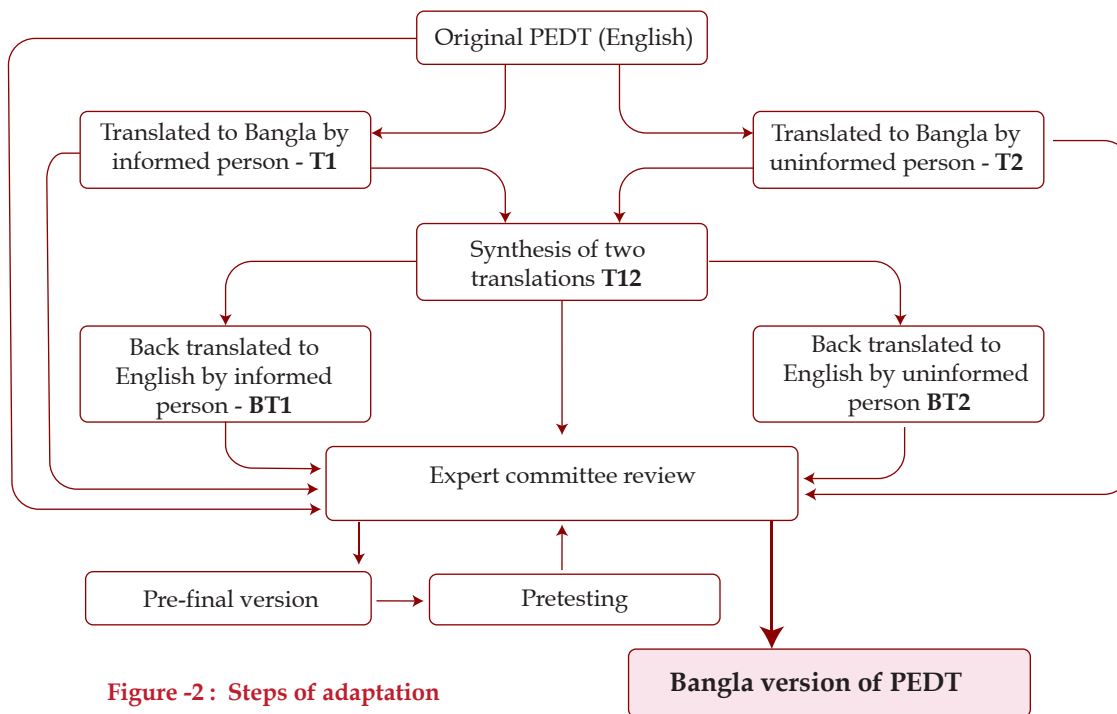 Original PEDT (English)
Translated to Bangla by
informed person - T1
Translated to Bangla by
uninformed person - T2
Synthesis of two
translations T12
Back translated to
English by informed
person - BT1
Back translated to
English by uninformed
person BT2
Expert committee review
Pre-final version
Pretesting
Bangla version of PEDT
Figure -2 : Steps of adaptation